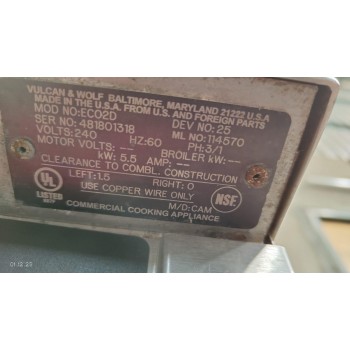 VULCAN & WOLF BALTIMORE, MARYLAND 21222 U.S.A
MADE IN THE U.S.A. FROM U.S. AND FOREIGN PARTS
MOD NO:ECO2D DEV NO:25
SER NO: 481801318 ML NO:114570
VOLTS:240 HZ:60 PH:3/1
MOTOR VOLTS: -- BROILER kW:--
kW: 5.5 AMP: --
CLEARANCE TO COMBL. CONSTRUCTION
LEFT:1.5 RIGHT: 0
USE COPPER WIRE ONLY
UL
LISTED
NSF
M/D:CAM
COMMERCIAL COOKING APPLIANCE